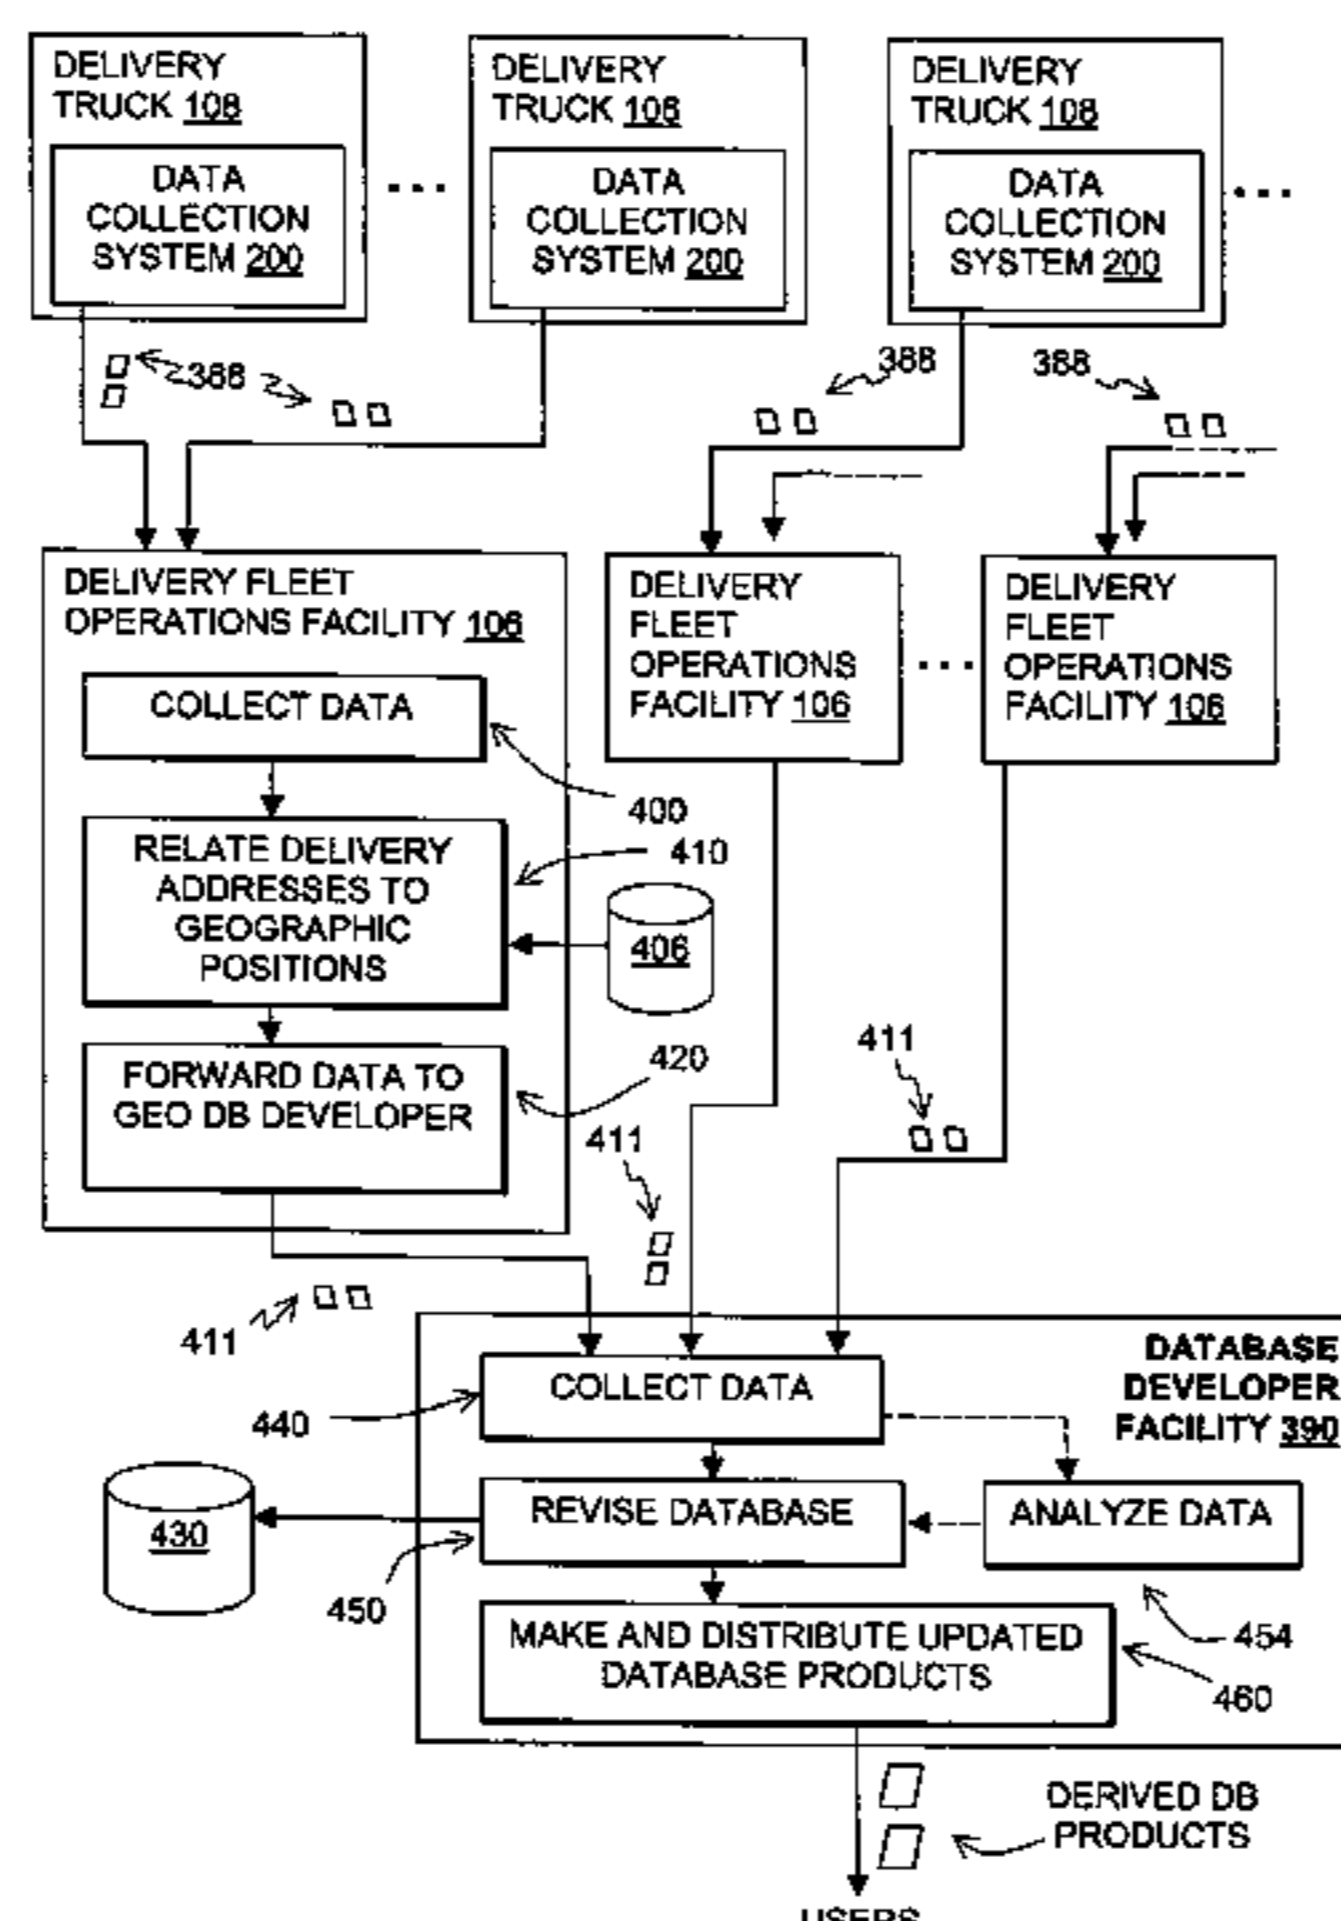 DELIVERY
TRUCK 108
DATA
COLLECTION
SYSTEM 200
...
DELIVERY
TRUCK 108
DATA
COLLECTION
SYSTEM 200
DELIVERY
TRUCK 108
DATA
COLLECTION
SYSTEM 200
...
388
388
388
DELIVERY FLEET
OPERATIONS FACILITY 106
COLLECT DATA
400
RELATE DELIVERY
ADDRESSES TO
GEOGRAPHIC
POSITIONS
410
406
FORWARD DATA TO
GEO DB DEVELOPER
420
DELIVERY
FLEET
OPERATIONS
FACILITY 106
...
DELIVERY
FLEET
OPERATIONS
FACILITY 106
411
411
411
DATABASE
DEVELOPER
FACILITY 390
COLLECT DATA
440
REVISE DATABASE
ANALYZE DATA
430
450
454
MAKE AND DISTRIBUTE UPDATED
DATABASE PRODUCTS
460
DERIVED DB
PRODUCTS
USERS